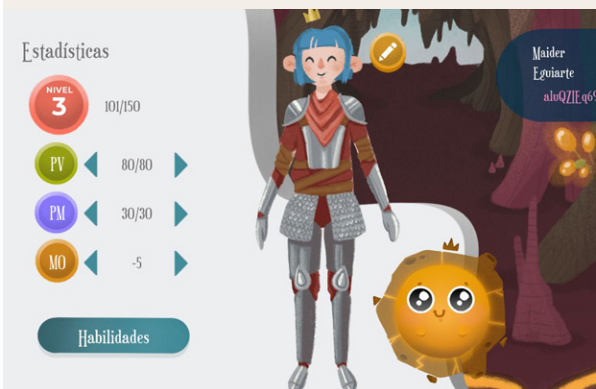 Estadísticas
NIVEL
3
101/150
PV
80/80
PM
30/30
MO
-5
Habilidades
Maider
Eguiarte